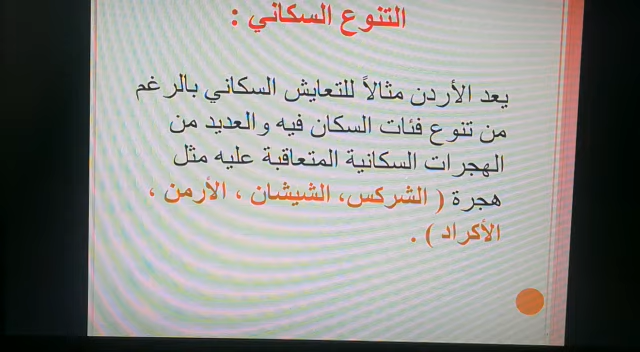 التنوع السكاني :
يعد الأردن مثالاً للتعايش السكاني بالرغم
من تنوع فئات السكان فيه والعديد من
الهجرات السكانية المتعاقبة عليه مثل
هجرة ( الشركس، الشيشان ، الأرمن ،
الأكراد ) .